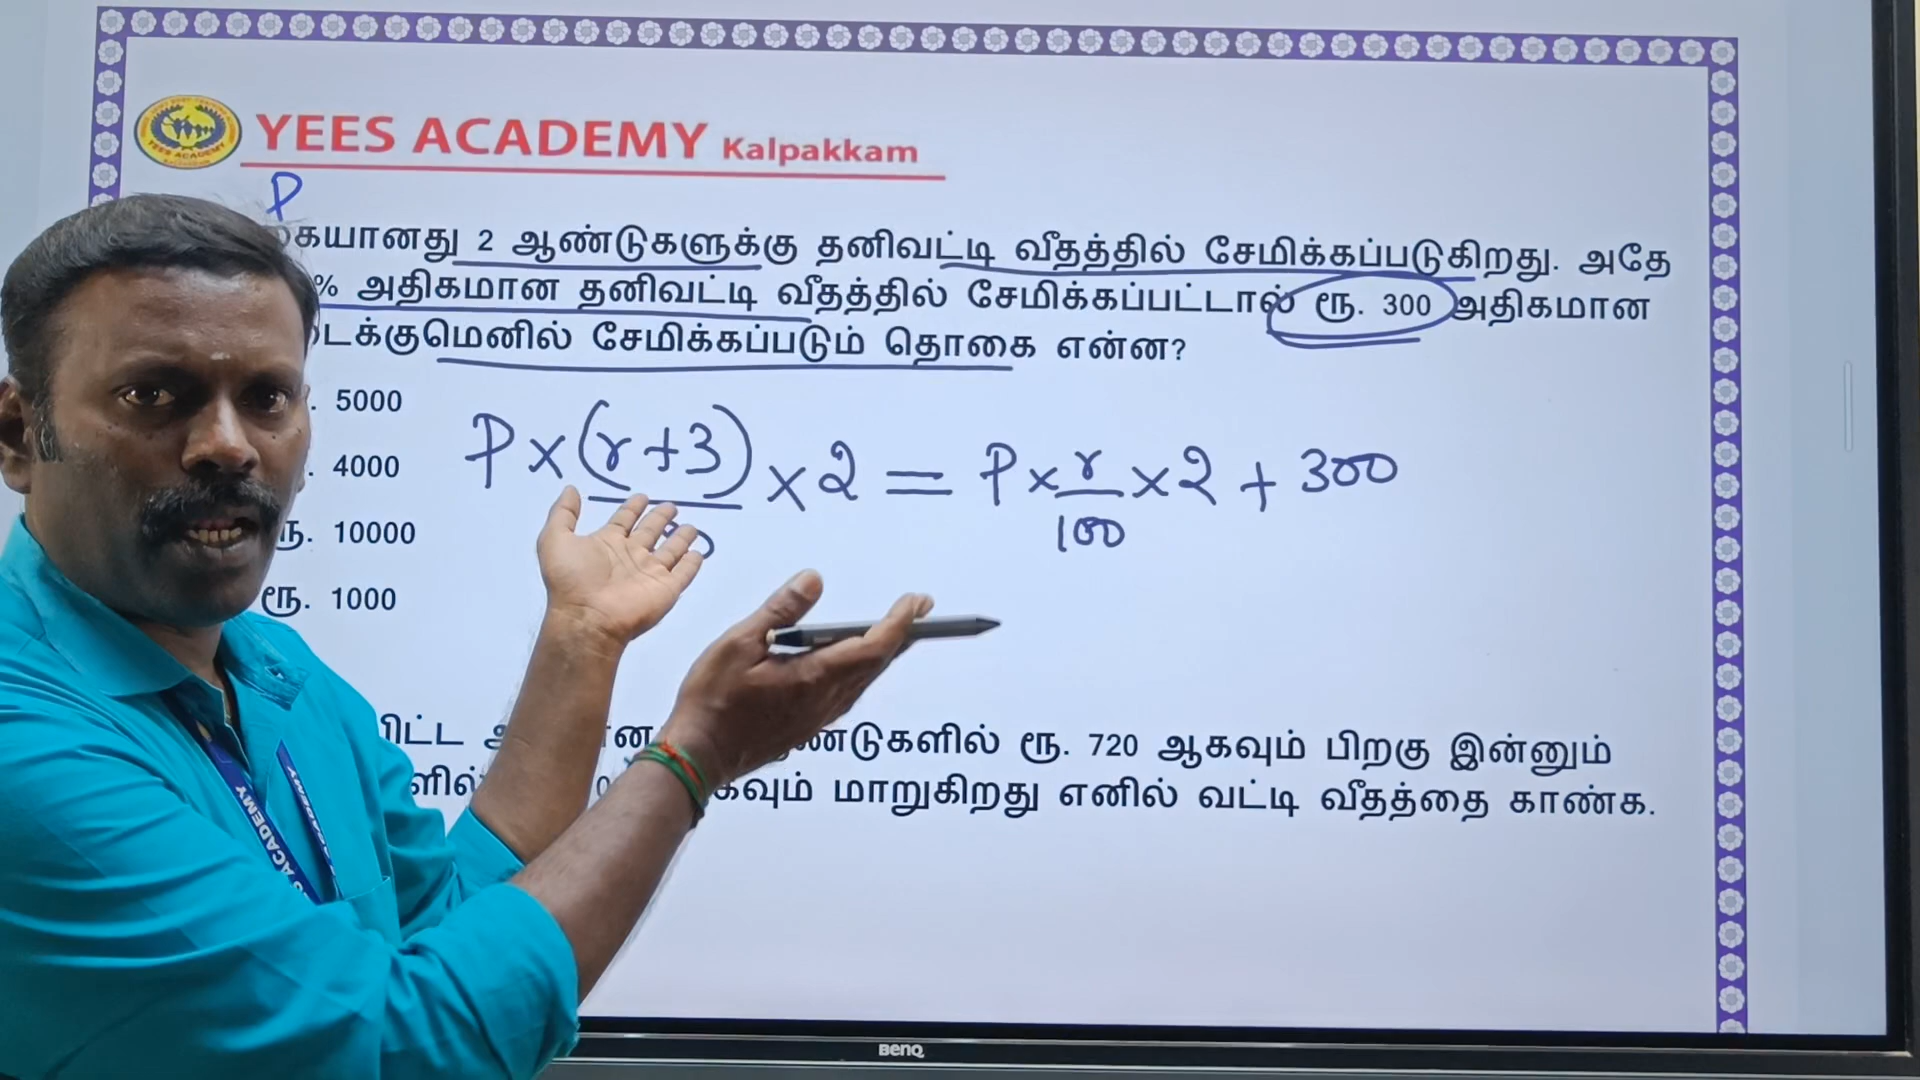 YEES ACADEMY Kalpakkam
P
கையானது 2 ஆண்டுகளுக்கு தனிவட்டி வீதத்தில் சேமிக்கப்படுகிறது. அதே
% அதிகமான தனிவட்டி வீதத்தில் சேமிக்கப்பட்டால் ரூ. 300 அதிகமான
டைக்குமெனில் சேமிக்கப்படும் தொகை என்ன?
. 5000
. 4000
ரூ. 10000
ரூ. 1000
P × (r+3) × 2 = P × r/100 × 2 + 300
ஆண்டுகளில் ரூ. 720 ஆகவும் பிறகு இன்னும்
கவும் மாறுகிறது எனில் வட்டி வீதத்தை காண்க.
ACADEMY
BenQ